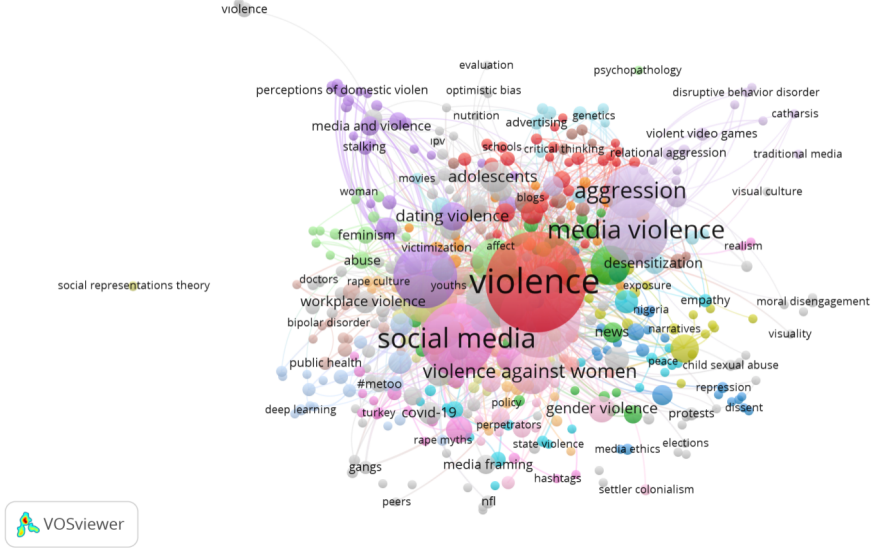 violence
evaluation
psychopathology
perceptions of domestic violen
optimistic bias
disruptive behavior disorder
nutrition
advertising
genetics
catharsis
media and violence
violent video games
ipv
stalking
schools
critical thinking
relational aggression
traditional media
movies
adolescents
woman
blogs
aggression
visual culture
dating violence
feminism
media violence
victimization
affect
realism
abuse
desensitization
doctors
rape culture
youths
violence
exposure
social representations theory
workplace violence
empathy
moral disengagement
nigeria
bipolar disorder
social media
news
narratives
visuality
public health
violence against women
peace
child sexual abuse
#metoo
repression
deep learning
turkey
covid-19
policy
gender violence
protests
dissent
perpetrators
rape myths
state violence
media ethics
elections
gangs
media framing
hashtags
settler colonialism
peers
nfl
VOSviewer